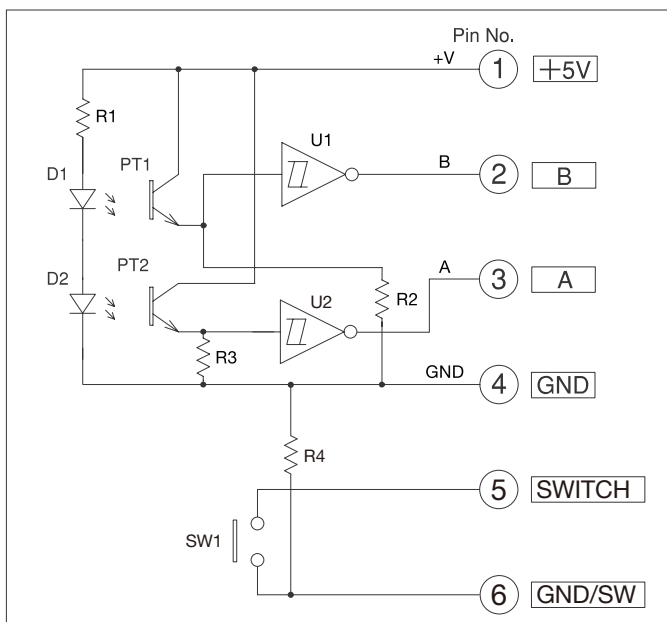 Pin No.
+V
1
+5V
R1
U1
D1
PT1
B
2
B
D2
PT2
A
3
A
U2
R2
R3
GND
4
GND
R4
5
SWITCH
SW1
6
GND/SW